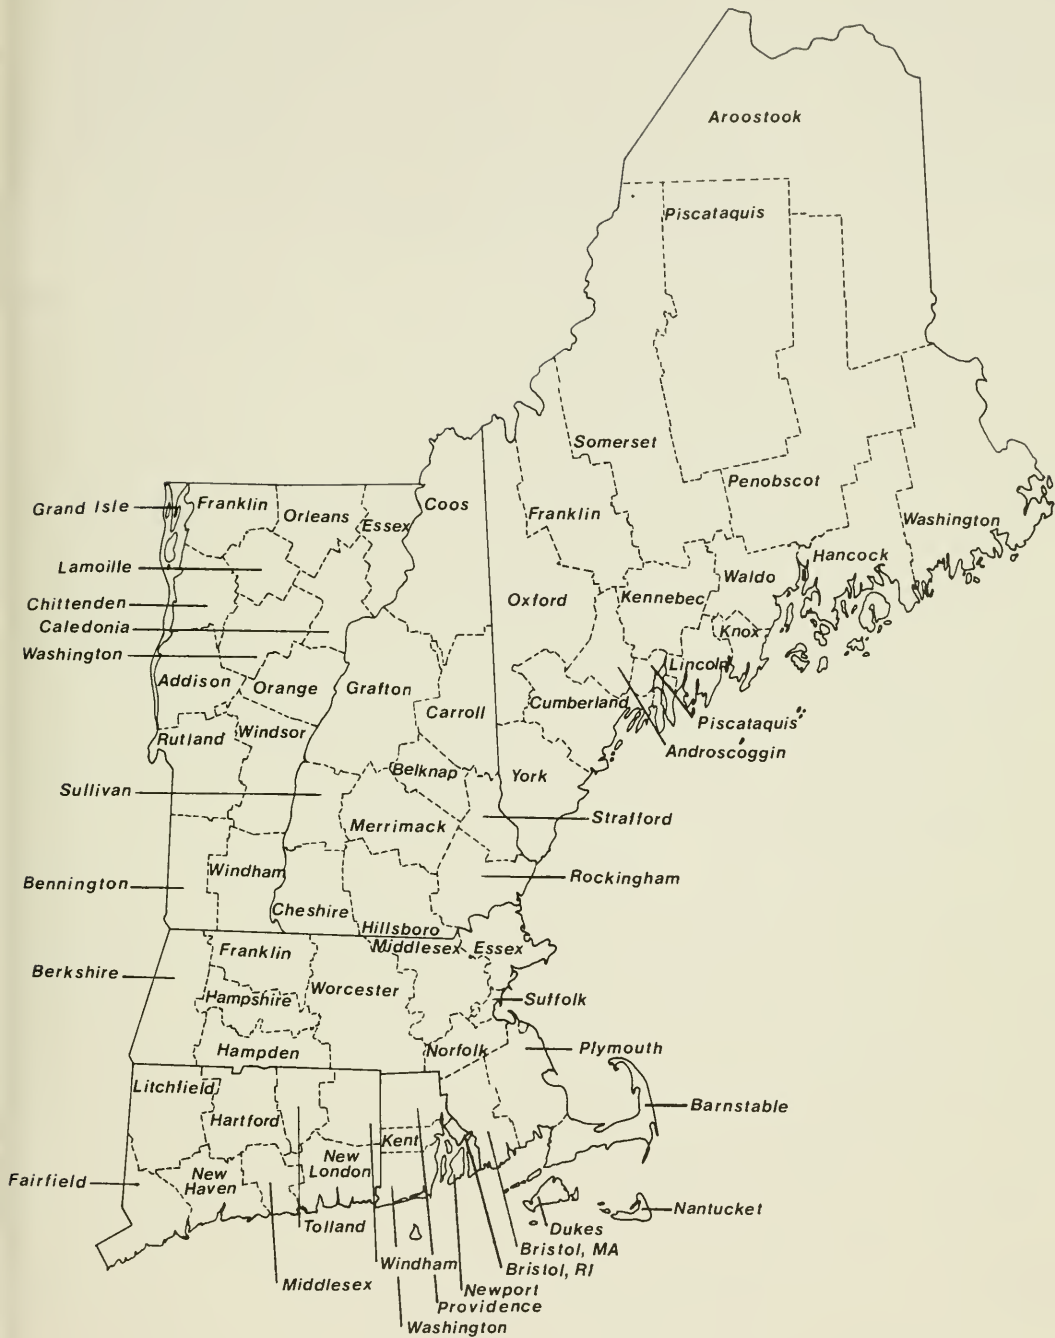 Aroostook
Piscataquis
Somerset
Penobscot
Grand Isle
Franklin
Orleans
Essex
Coos
Franklin
Washington
Hancock
Lamoille
Waldo
Chittenden
Oxford
Kennebec
Caledonia
Knox
Washington
Lincoln
Addison
Orange
Grafton
Cumberland
Carroll
Piscataquis
Rutland
Windsor
Androscoggin
Belknap
York
Sullivan
Strafford
Merrimack
Windham
Bennington
Rockingham
Cheshire
Hillsboro
Middlesex
Essex
Franklin
Berkshire
Worcester
Hampshire
Suffolk
Norfolk
Plymouth
Hampden
Litchfield
Barnstable
Hartford
Kent
New
London
Fairfield
New
Haven
Nantucket
Tolland
Dukes
Bristol, MA
Windham
Bristol, RI
Middlesex
Newport
Providence
Washington